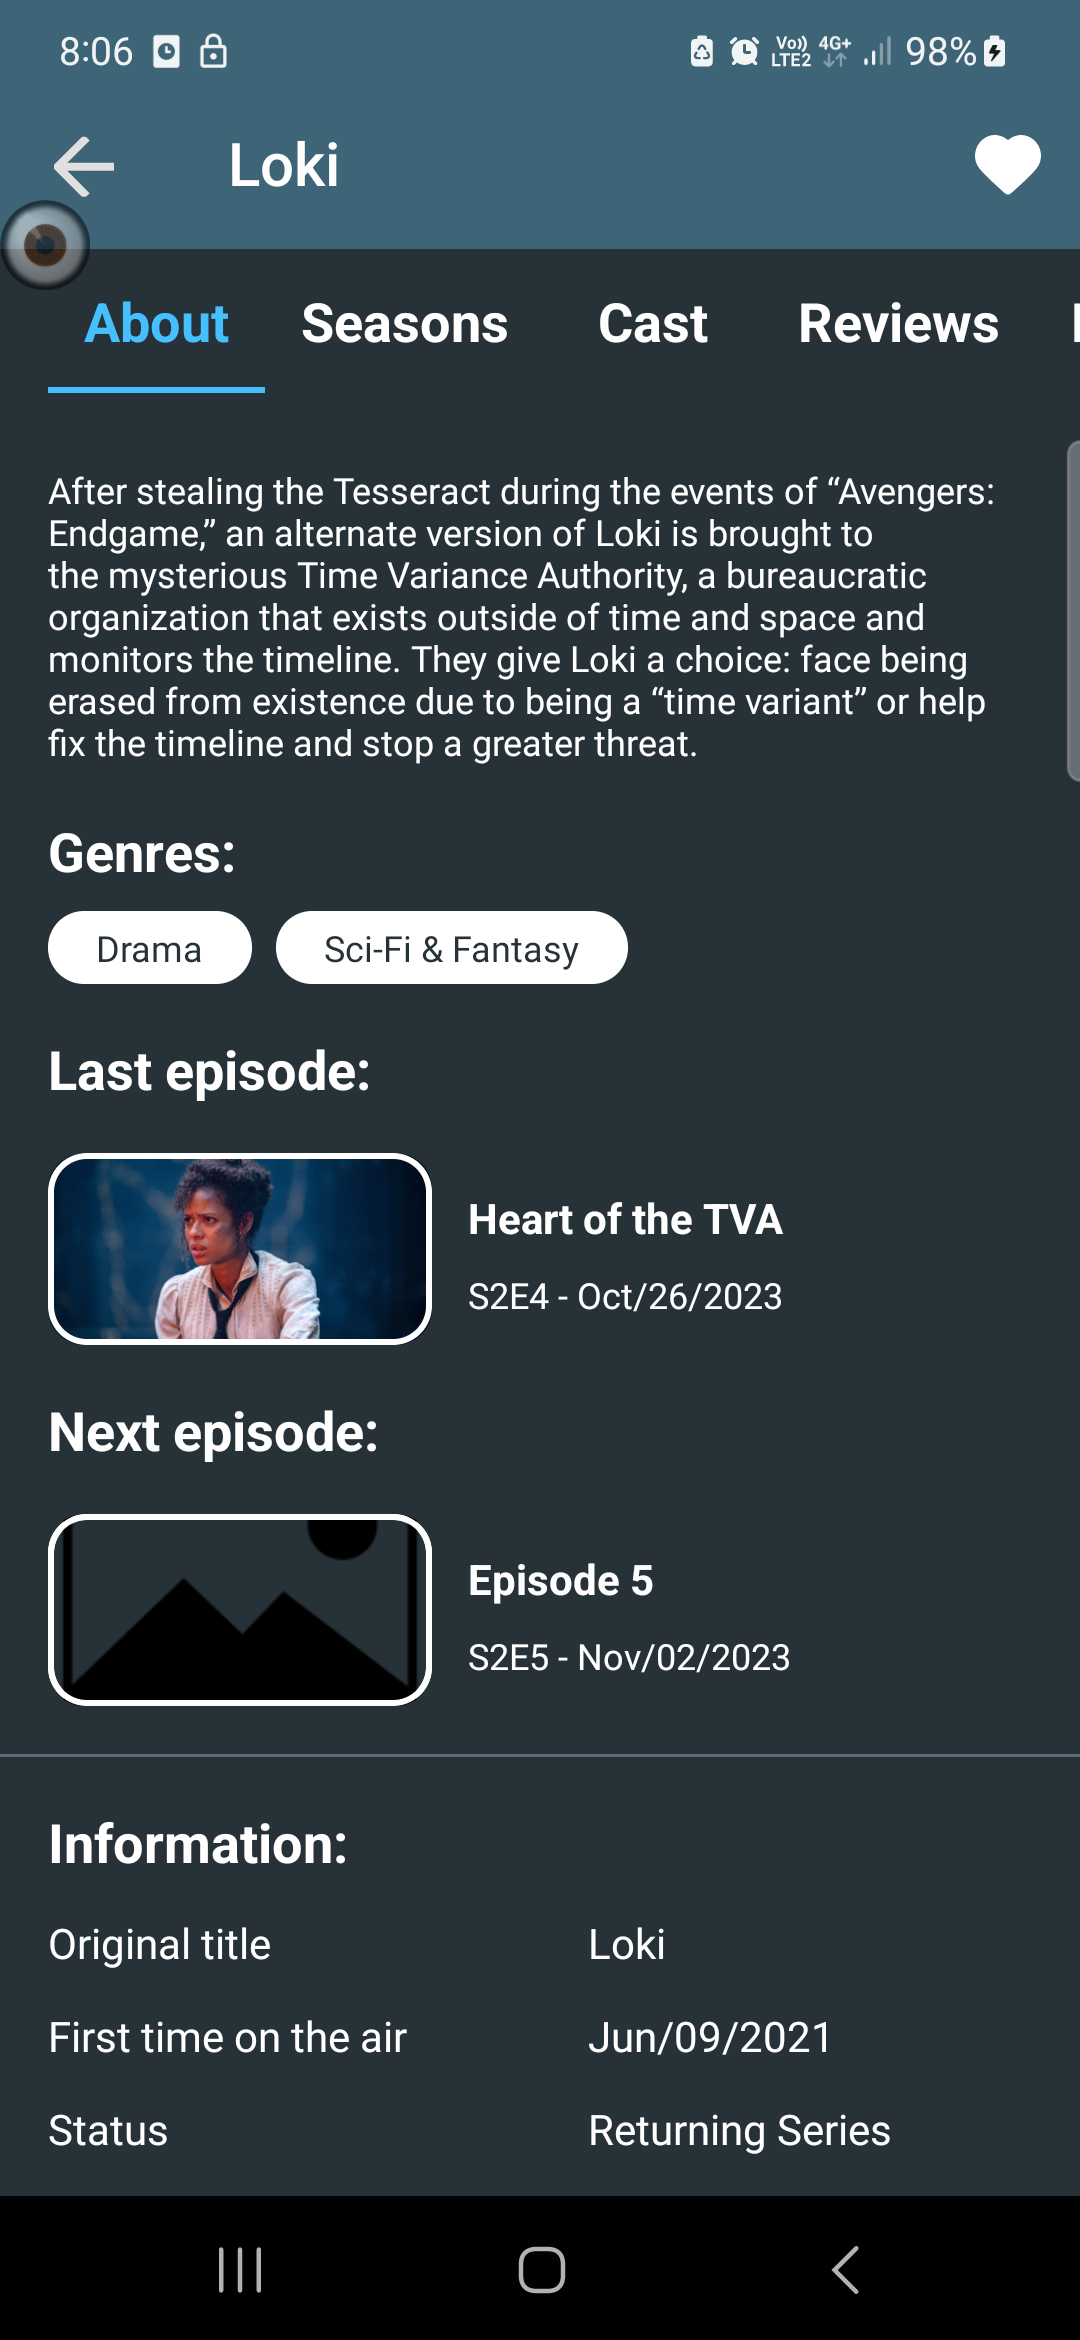 8:06
Vo)) LTE2 4G+ 98%
Loki
About Seasons Cast Reviews
After stealing the Tesseract during the events of “Avengers:
Endgame,” an alternate version of Loki is brought to
the mysterious Time Variance Authority, a bureaucratic
organization that exists outside of time and space and
monitors the timeline. They give Loki a choice: face being
erased from existence due to being a “time variant” or help
fix the timeline and stop a greater threat.
Genres:
Drama Sci-Fi & Fantasy
Last episode:
Heart of the TVA
S2E4 - Oct/26/2023
Next episode:
Episode 5
S2E5 - Nov/02/2023
Information:
Original title Loki
First time on the air Jun/09/2021
Status Returning Series